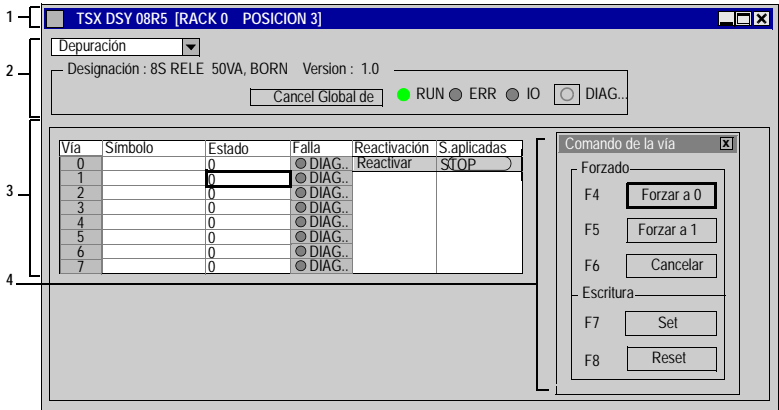 1
TSX DSY 08R5 [RACK 0 POSICION 3]
2
Depuración
Designación : 8S RELE 50VA, BORN Version : 1.0
Cancel Global de RUN ERR IO DIAG...
3
Vía Símbolo Estado Falla Reactivación S.aplicadas
0 0 DIAG.. Reactivar STOP
1 0 DIAG..
2 0 DIAG..
3 0 DIAG..
4 0 DIAG..
5 0 DIAG..
6 0 DIAG..
7 0 DIAG..
4
Comando de la vía
Forzado
F4 Forzar a 0
F5 Forzar a 1
F6 Cancelar
Escritura
F7 Set
F8 Reset